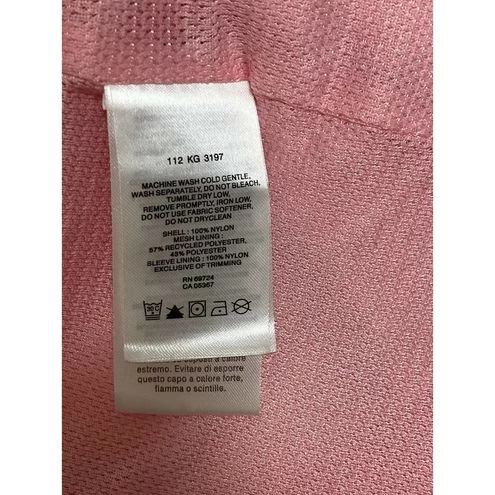 112 KG 3197
MACHINE WASH COLD GENTLE,
WASH SEPARATELY, DO NOT BLEACH,
TUMBLE DRY LOW,
REMOVE PROMPTLY, IRON LOW,
DO NOT USE FABRIC SOFTENER,
DO NOT DRYCLEAN
SHELL : 100% NYLON
MESH LINING :
57% RECYCLED POLYESTER,
43% POLYESTER
SLEEVE LINING : 100% NYLON
EXCLUSIVE OF TRIMMING
RN 69724
CA 05367
esposti a calore
estremo. Evitare di esporre
questo capo a calore forte,
fiamma o scintille.